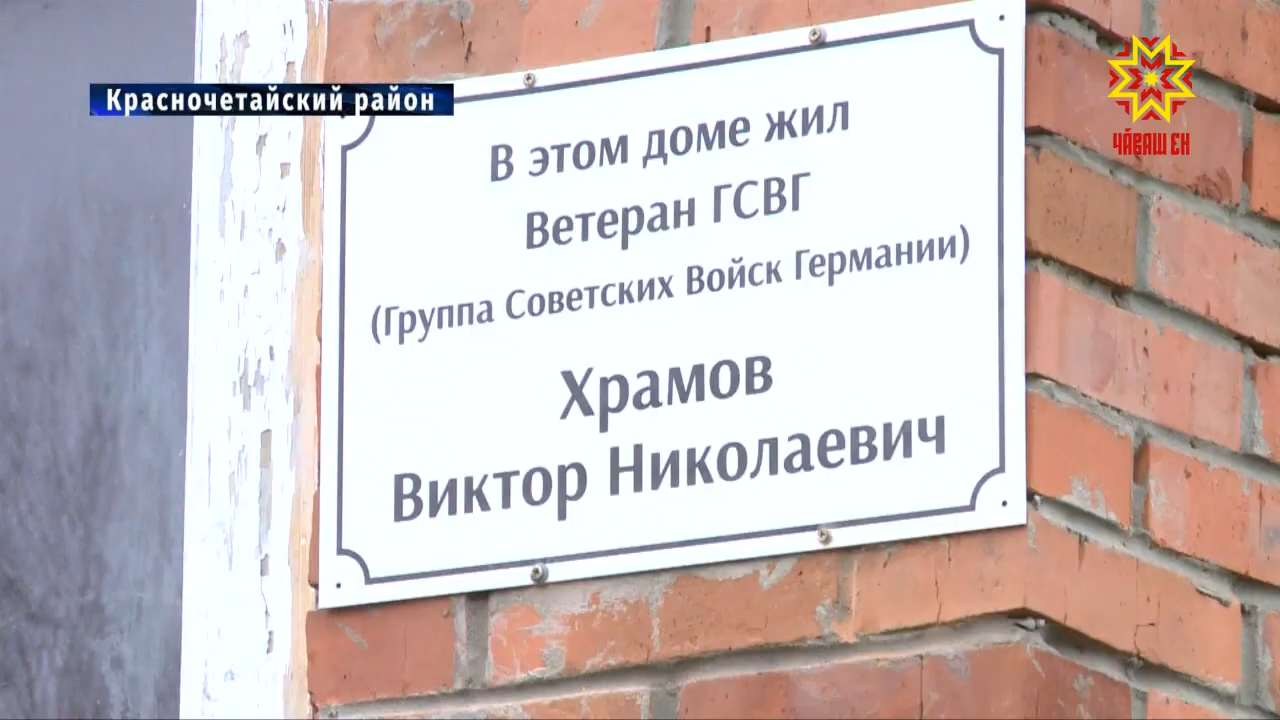 Красночетайский район
ЧӐВАШ ЕН
В этом доме жил
Ветеран ГСВГ
(Группа Советских Войск Германии)
Храмов
Виктор Николаевич